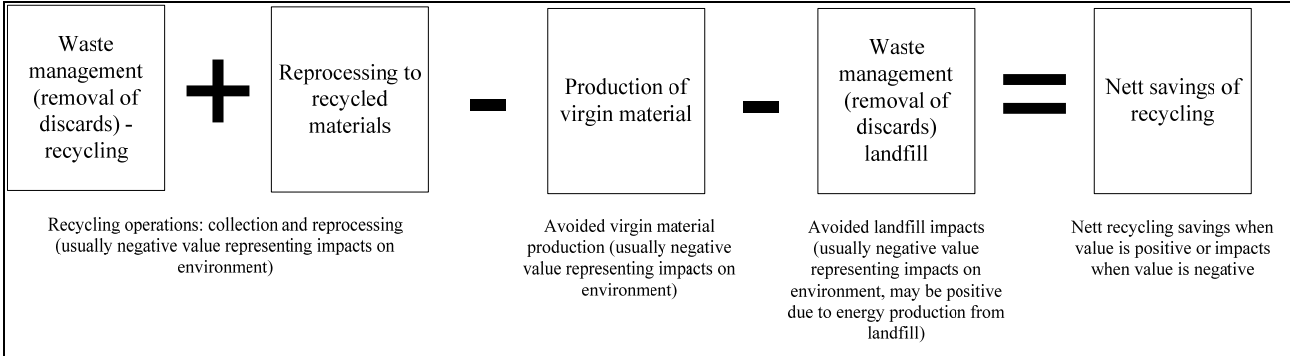 Waste
management
(removal of
discards) -
recycling
+
Reprocessing to
recycled
materials
-
Production of
virgin material
-
Waste
management
(removal of
discards)
landfill
=
Nett savings of
recycling
Recycling operations: collection and reprocessing
(usually negative value representing impacts on
environment)
Avoided virgin material
production (usually negative
value representing impacts on
environment)
Avoided landfill impacts
(usually negative value
representing impacts on
environment, may be positive
due to energy production from
landfill)
Nett recycling savings when
value is positive or impacts
when value is negative